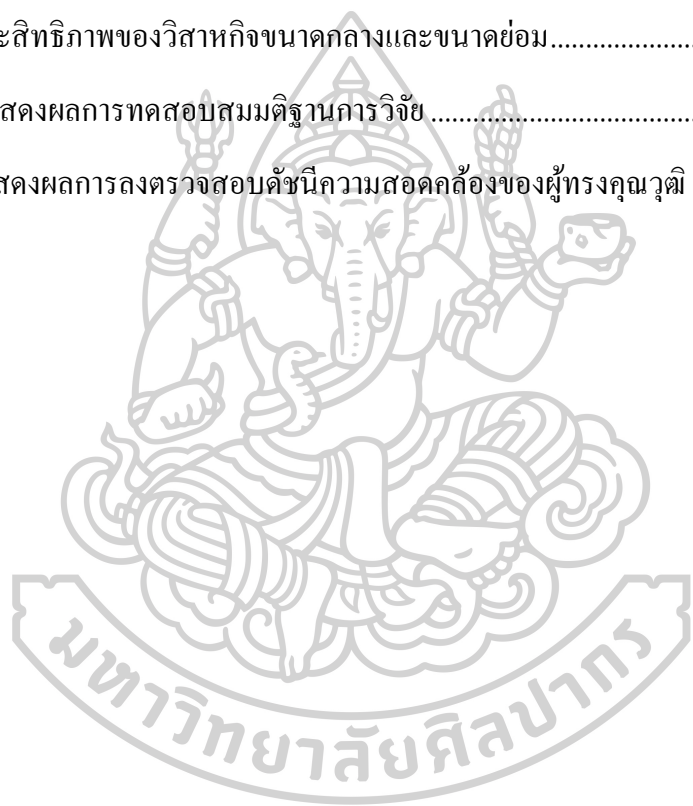 ะสิทธิภาพของวิสาหกิจขนาดกลางและขนาดย่อม.....................
สดงผลการทดสอบสมมติฐานการวิจัย.......................................
สดงผลการลงตรวจสอบดัชนีความสอดคล้องของผู้ทรงคุณวุฒิ
มหาวิทยาลัยศิลปากร